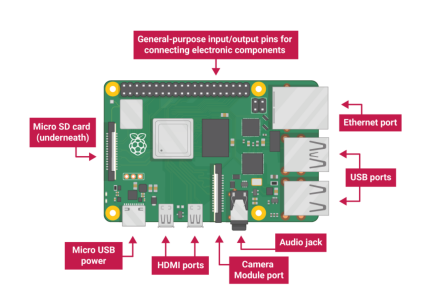 General-purpose input/output pins for
connecting electronic components
Ethernet port
Micro SD card
(underneath)
USB ports
Audio jack
Micro USB
power
HDMI ports
Camera
Module port